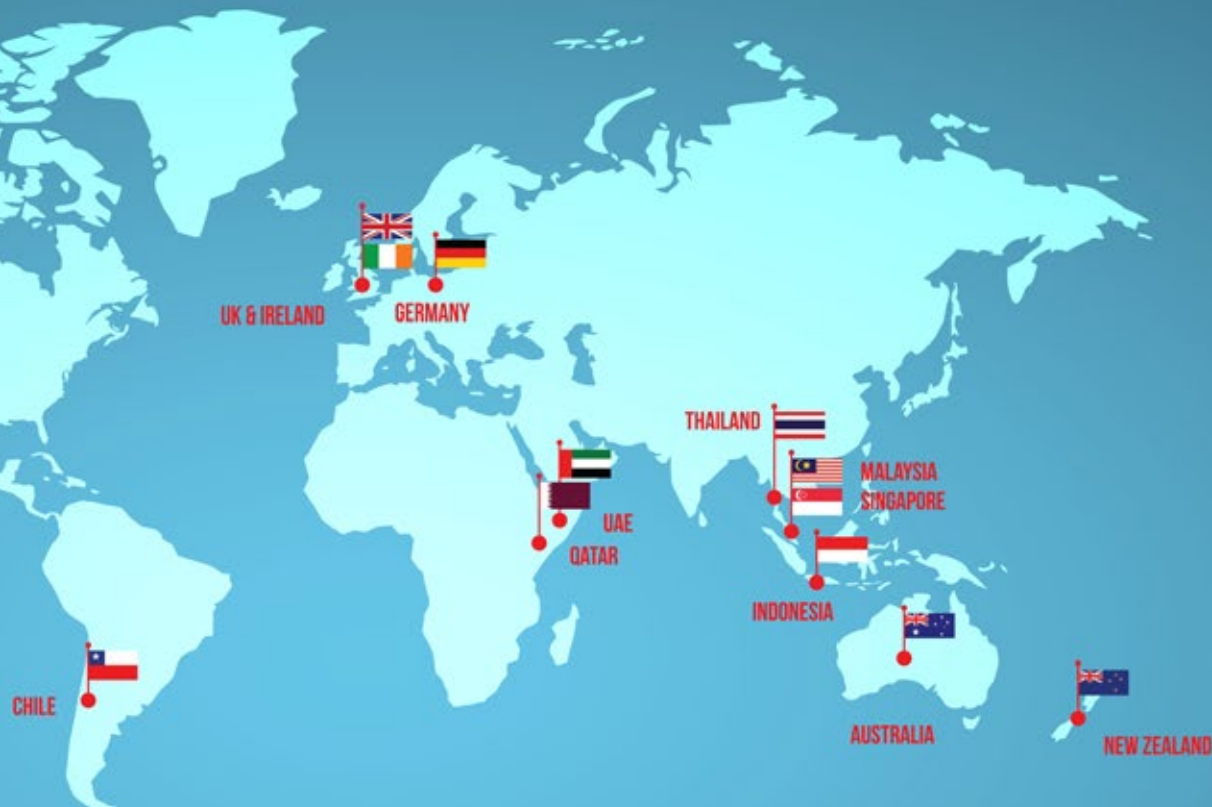 UK & IRELAND
GERMANY
THAILAND
MALAYSIA
SINGAPORE
UAE
QATAR
INDONESIA
CHILE
AUSTRALIA
NEW ZEALAND